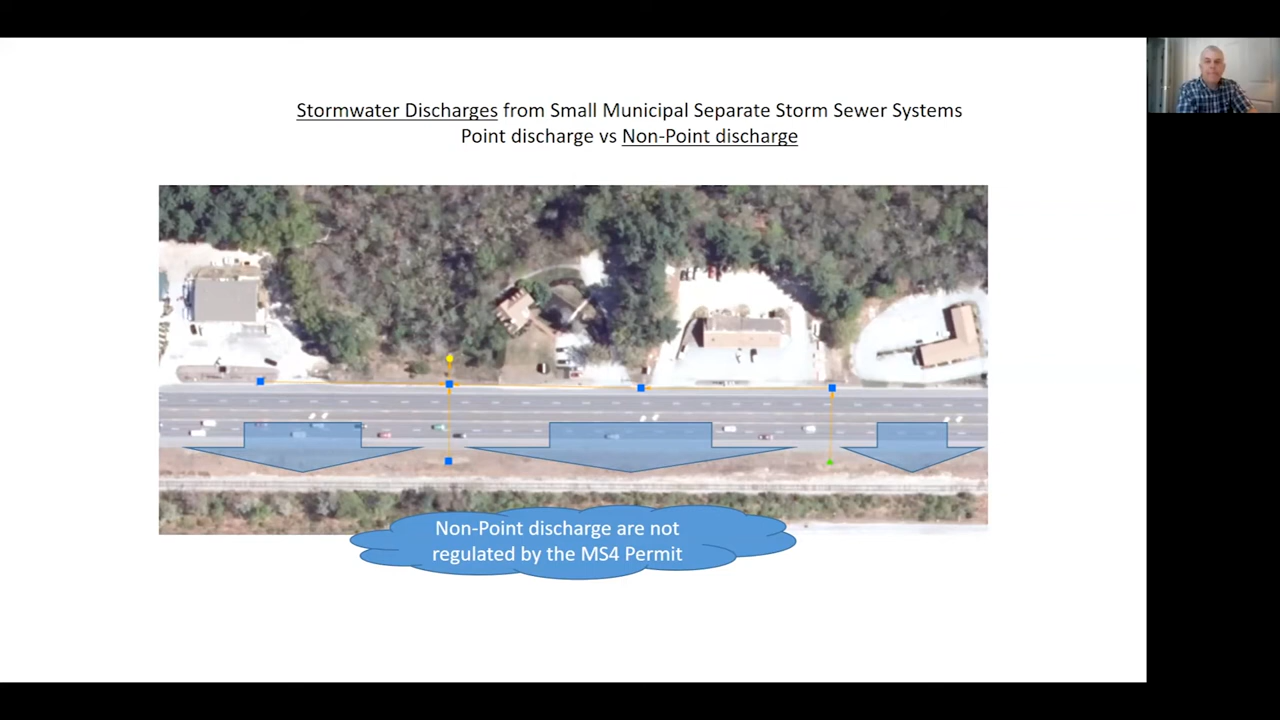 Stormwater Discharges from Small Municipal Separate Storm Sewer Systems
Point discharge vs Non-Point discharge
Non-Point discharge are not
regulated by the MS4 Permit